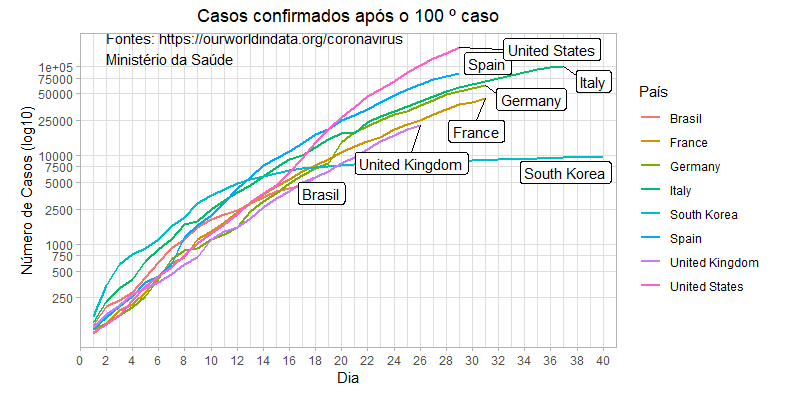 Casos confirmados após o 100 º caso
Fontes: https://ourworldindata.org/coronavirus
Ministério da Saúde
Número de Casos (log10)
1e+05
75000
50000
25000
10000
7500
5000
2500
1000
750
500
250
United States
Spain
Italy
Germany
France
United Kingdom
South Korea
Brasil
0 1 2 4 6 8 10 12 14 16 18 20 22 24 26 28 30 32 34 36 38 40
Dia
País
Brasil
France
Germany
Italy
South Korea
Spain
United Kingdom
United States